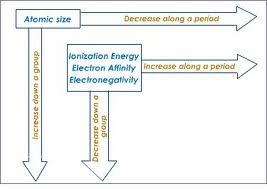 Atomic size
Decrease along a period
Ionization Energy
Electron Affinity
Electronegativity
Increase along a period
Increase down a group
Decrease down a
group